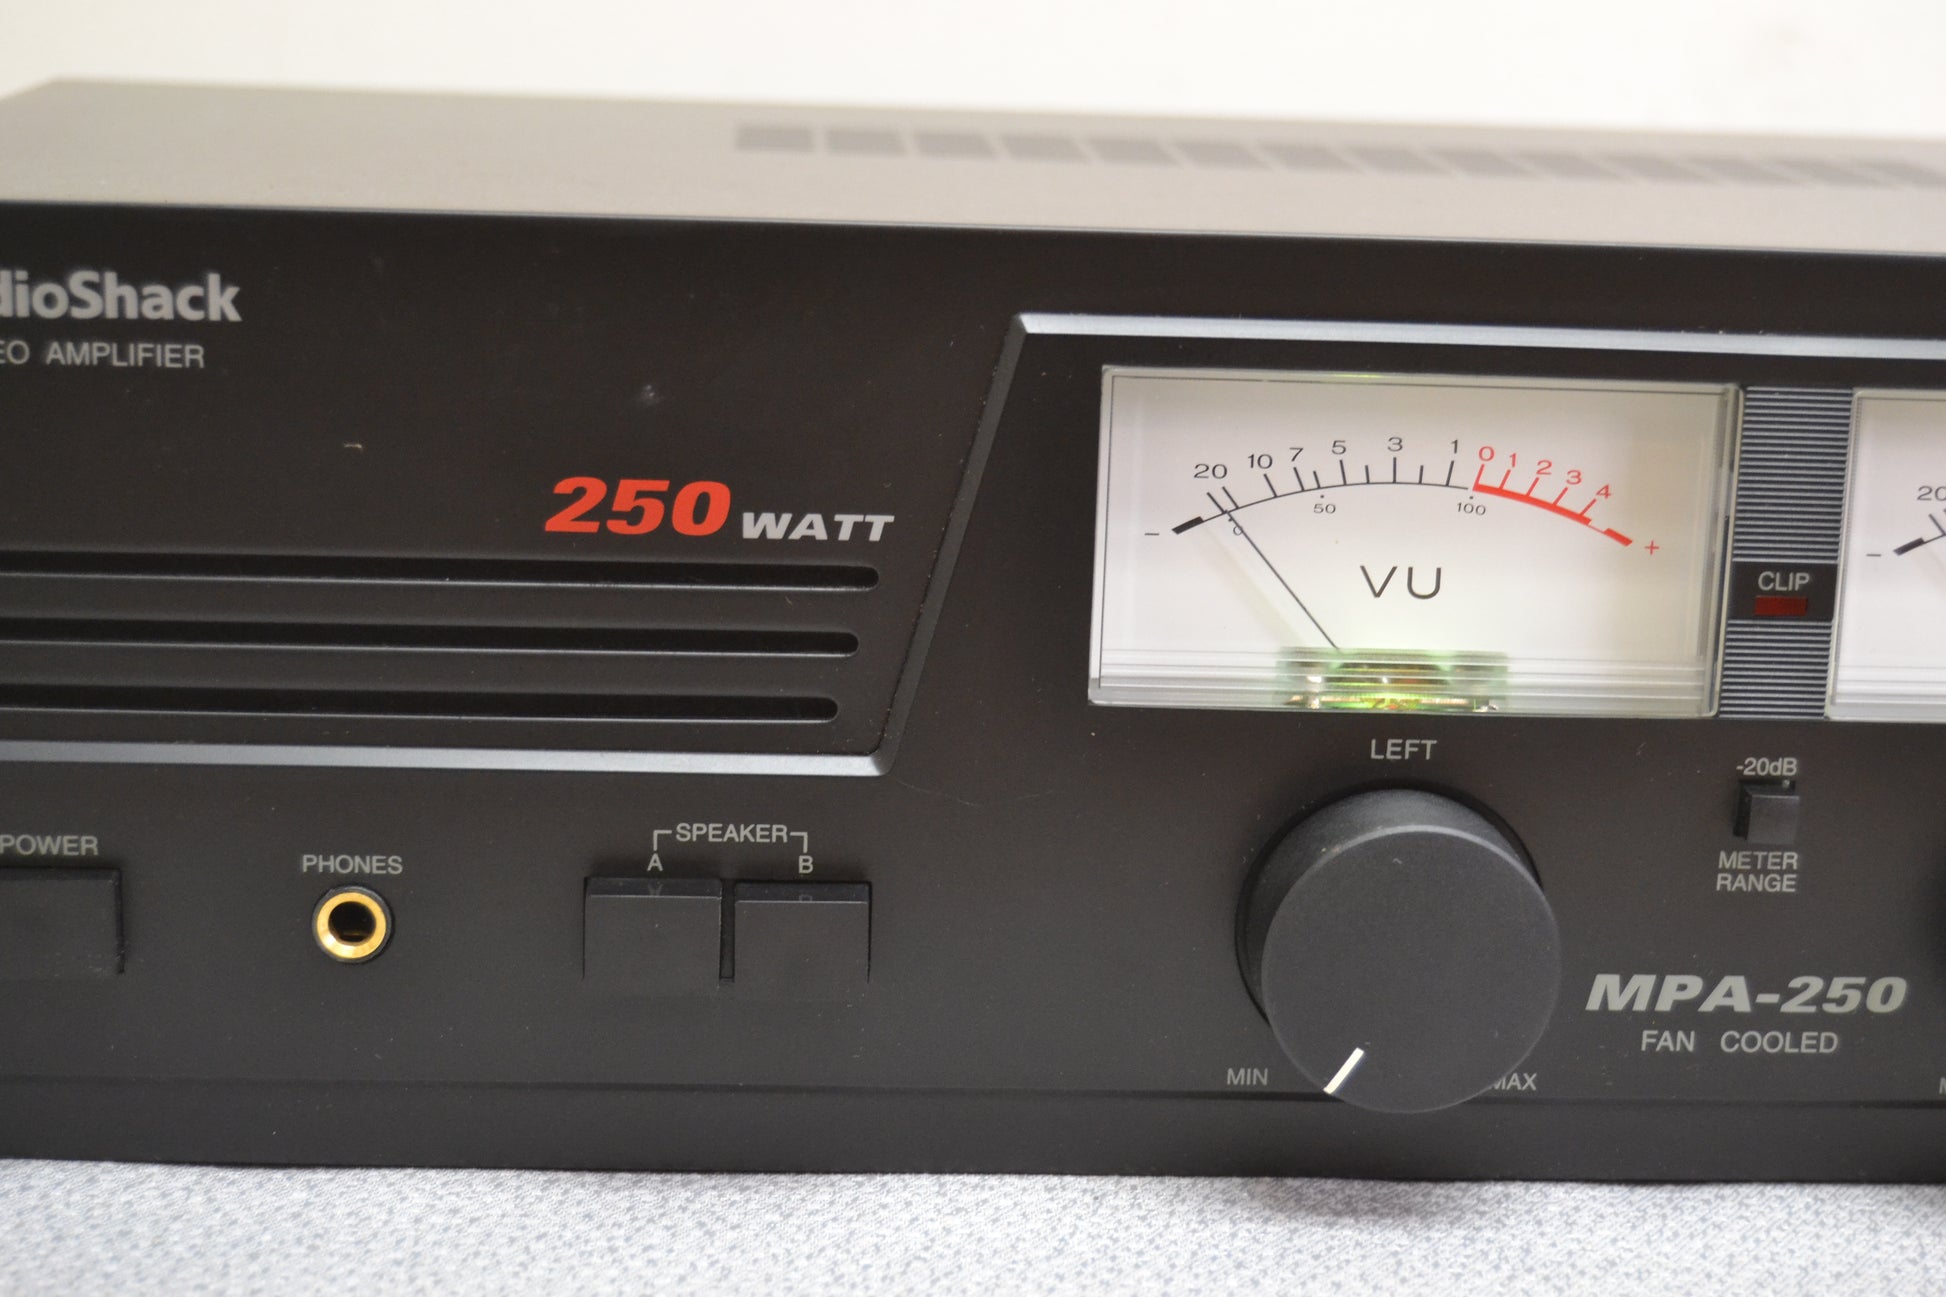 dioShack
EO AMPLIFIER
250 WATT
20 10 7 5 3 1 0 1 2 3 4
- 0 50 100 +
VU
CLIP
20
-
LEFT
-20dB
METER
RANGE
POWER
PHONES
SPEAKER
A B
MPA-250
FAN COOLED
MIN MAX